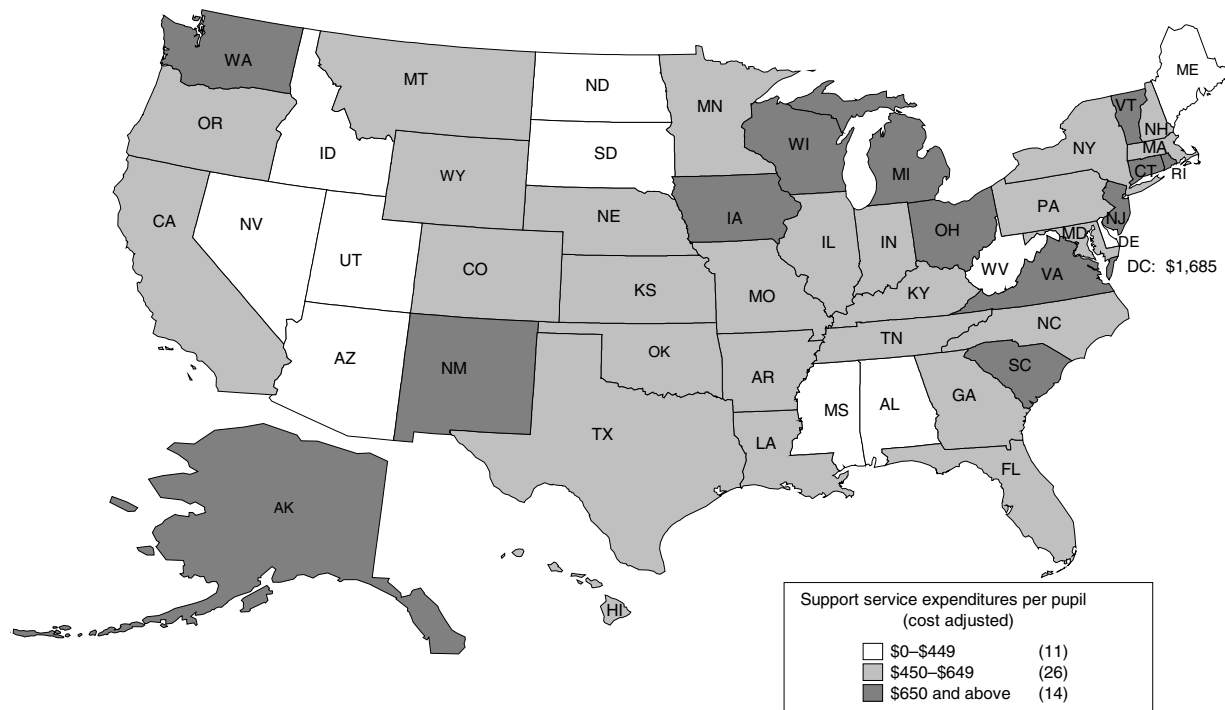 WA
MT
ND
MN
ME
VT
OR
ID
SD
WI
MI
NY
NH
MA
CT
RI
WY
CA
NV
UT
NE
IA
IL
IN
OH
PA
NJ
MD
DE
CO
KS
MO
KY
WV
VA
DC: $1,685
AZ
NM
OK
AR
TN
NC
SC
MS
AL
GA
TX
LA
FL
AK
HI
Support service expenditures per pupil
(cost adjusted)
$0–$449 (11)
$450–$649 (26)
$650 and above (14)